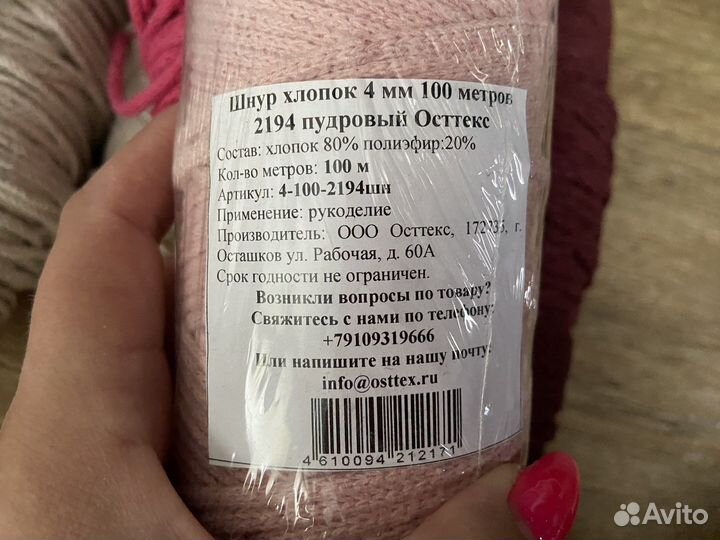 Шнур хлопок 4 мм 100 метров
2194 пудровый Осттекс
Состав: хлопок 80% полиэфир:20%
Кол-во метров: 100 м
Артикул: 4-100-2194шн
Применение: рукоделие
Производитель: ООО Осттекс, г.
Осташков ул. Рабочая, д. 60А
Срок годности не ограничен.
Возникли вопросы по товару?
Свяжитесь с нами по телефону:
+79109319666
Или напишите на нашу почту:
info@osttex.ru
4 610094 212171
Avito